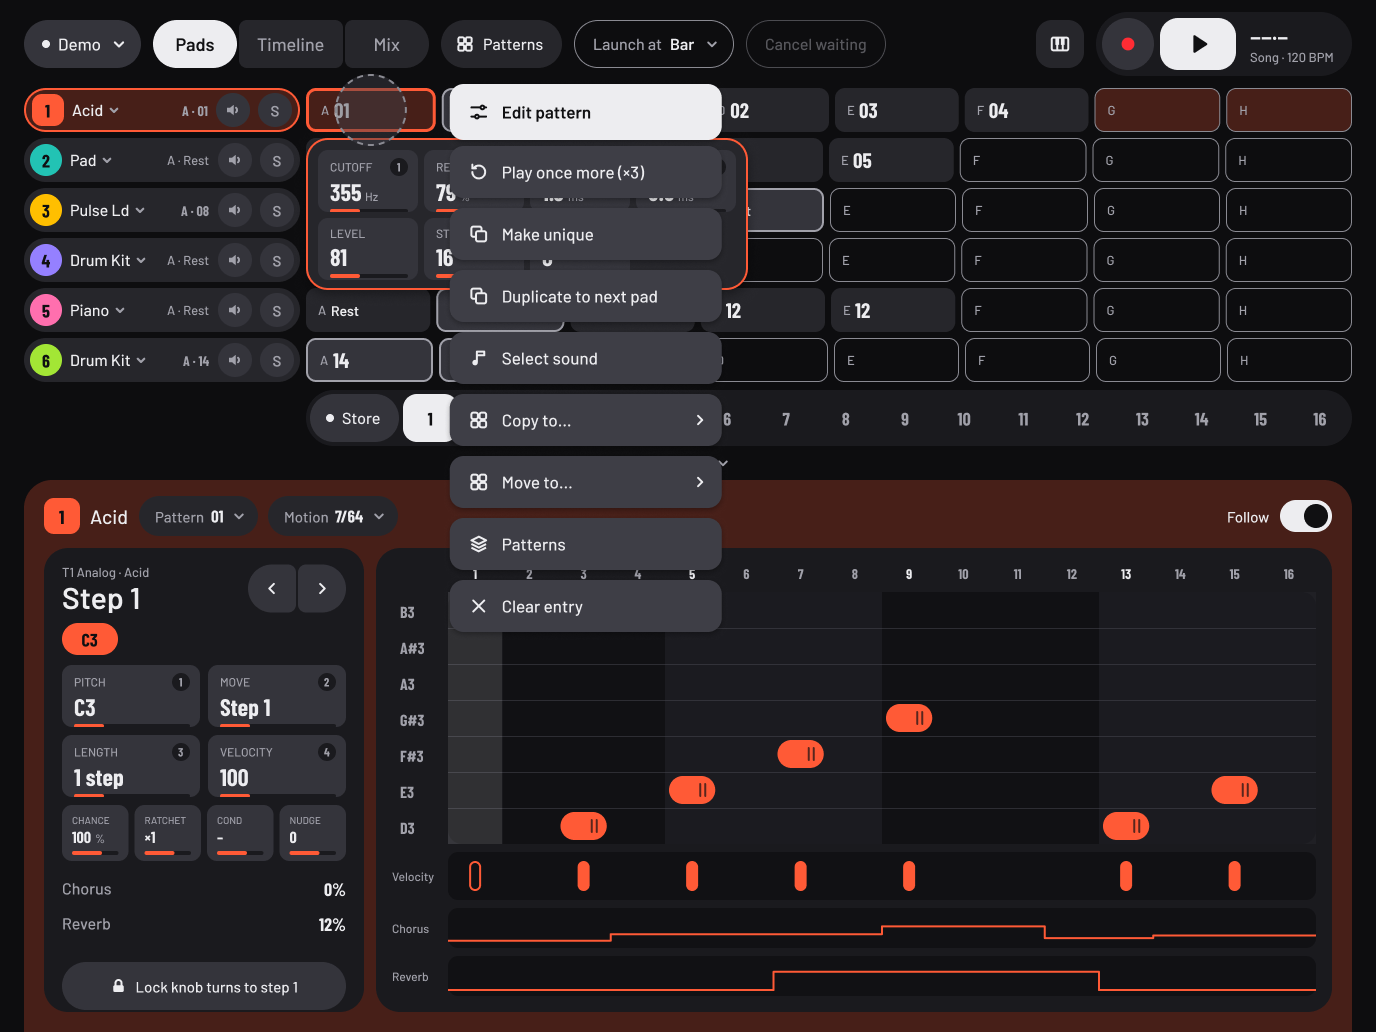 Demo
Pads
Timeline
Mix
Patterns
Launch at Bar
Cancel waiting
Song · 120 BPM
1 Acid A · 01 S
A 01
02
E 03
F 04
G
H
2 Pad A · Rest S
E 05
F
G
H
3 Pulse Ld A · 08 S
E
F
G
H
4 Drum Kit A · Rest S
E
F
G
H
5 Piano A · Rest S
A Rest
12
E 12
F
G
H
6 Drum Kit A · 14 S
A 14
E
F
G
H
CUTOFF 1
355 Hz
LEVEL
81
Edit pattern
Play once more (×3)
Make unique
Duplicate to next pad
Select sound
Copy to...
Move to...
Patterns
Clear entry
Store
1
6 7 8 9 10 11 12 13 14 15 16
1 Acid
Pattern 01
Motion 7/64
Follow
T1 Analog · Acid
Step 1
C3
PITCH 1
C3
MOVE 2
Step 1
LENGTH 3
1 step
VELOCITY 4
100
CHANCE
100 %
RATCHET
×1
COND
–
NUDGE
0
Chorus 0%
Reverb 12%
Lock knob turns to step 1
1 2 3 4 5 6 7 8 9 10 11 12 13 14 15 16
B3
A#3
A3
G#3
F#3
E3
D3
Velocity
Chorus
Reverb